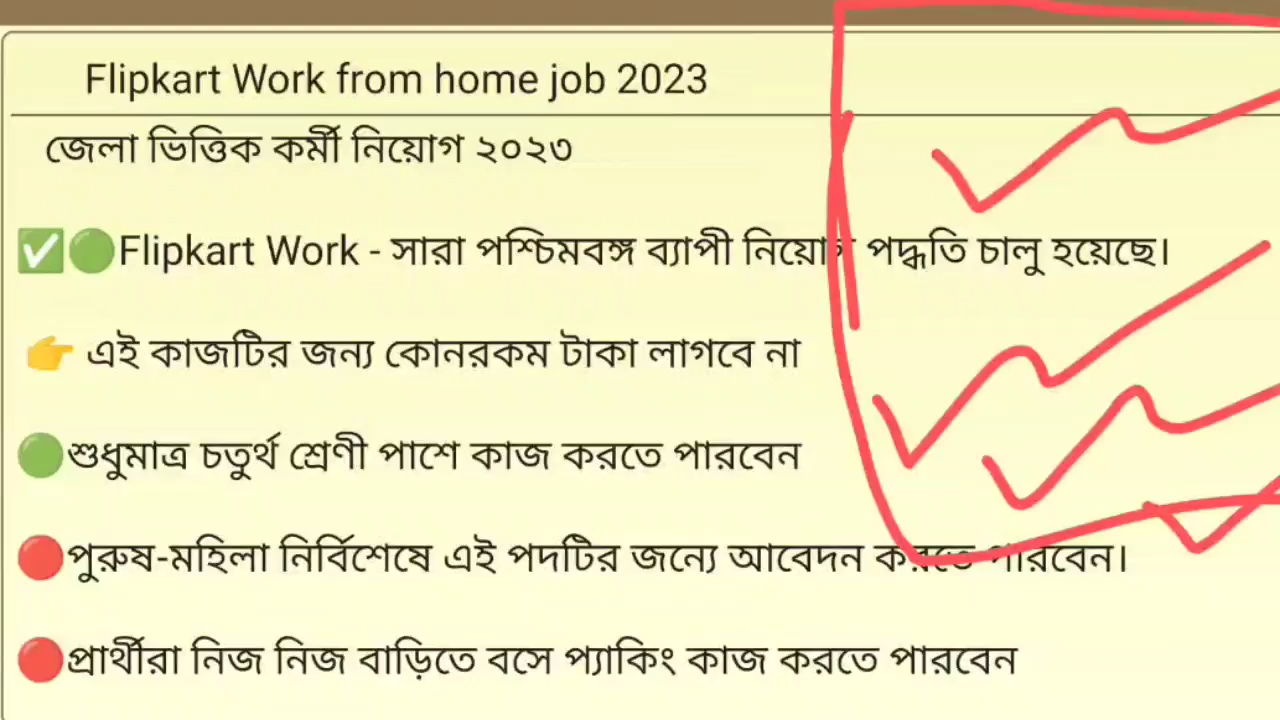 Flipkart Work from home job 2023
জেলা ভিত্তিক কর্মী নিয়োগ ২০২৩
✅🟢Flipkart Work - সারা পশ্চিমবঙ্গ ব্যাপী নিয়োগ পদ্ধতি চালু হয়েছে।
👉 এই কাজটির জন্য কোনরকম টাকা লাগবে না
🟢শুধুমাত্র চতুর্থ শ্রেণী পাশে কাজ করতে পারবেন
🔴পুরুষ-মহিলা নির্বিশেষে এই পদটির জন্যে আবেদন করতে পারবেন।
🔴প্রার্থীরা নিজ নিজ বাড়িতে বসে প্যাকিং কাজ করতে পারবেন